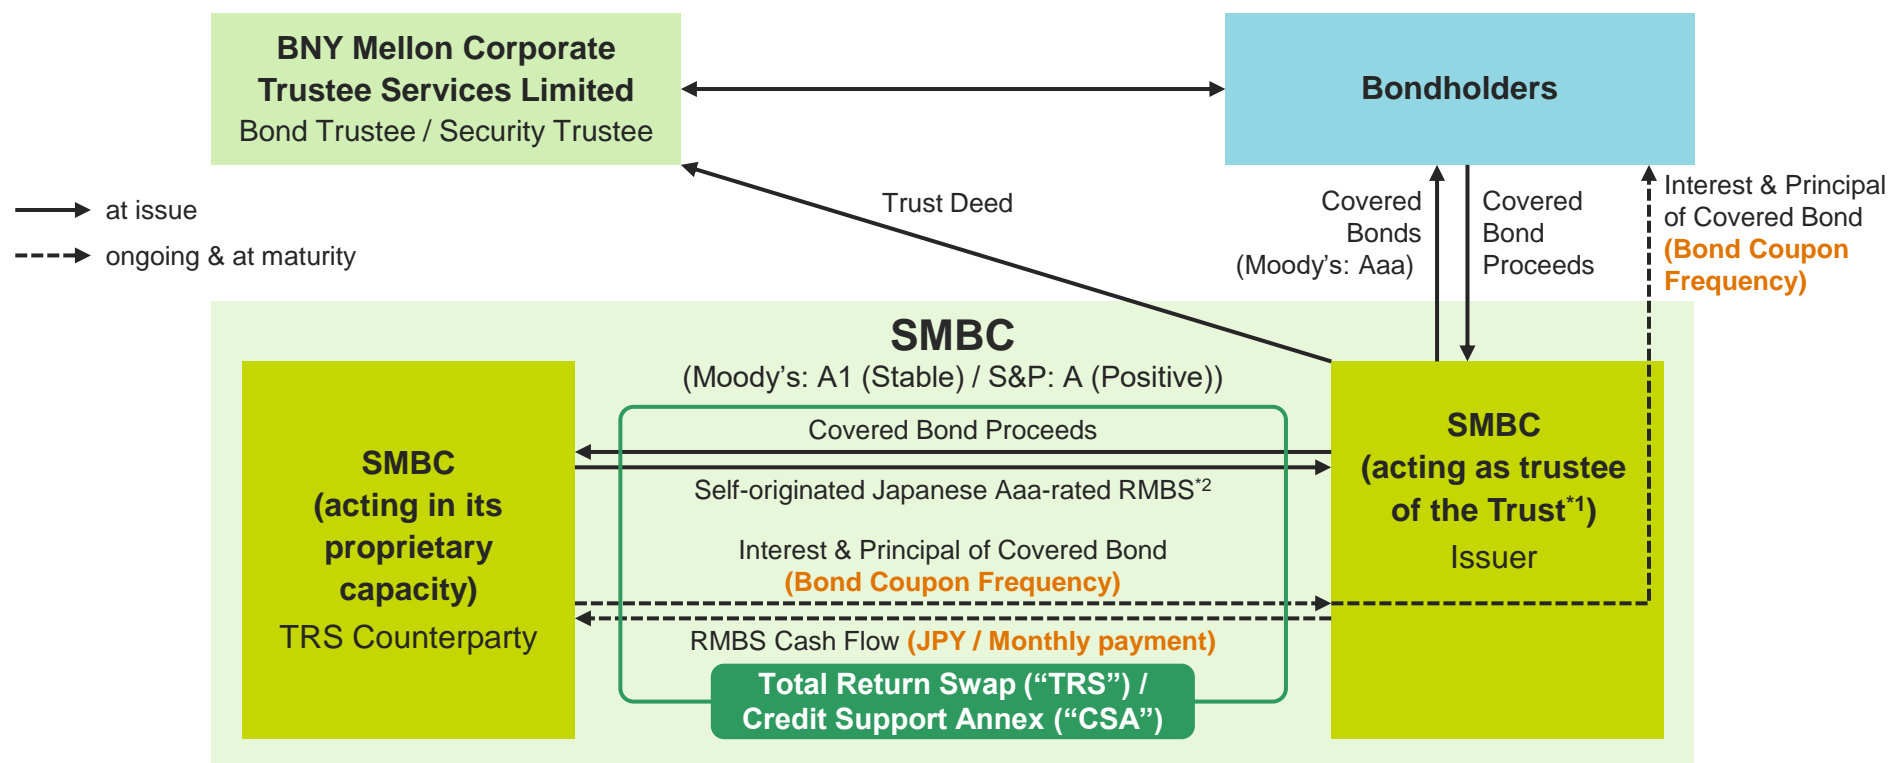 BNY Mellon Corporate
Trustee Services Limited
Bond Trustee / Security Trustee
Bondholders
at issue
ongoing & at maturity
Trust Deed
Covered
Bonds
(Moody's: Aaa)
Covered
Bond
Proceeds
Interest & Principal
of Covered Bond
(Bond Coupon
Frequency)
SMBC
(Moody's: A1 (Stable) / S&P: A (Positive))
SMBC
(acting in its
proprietary
capacity)
TRS Counterparty
Covered Bond Proceeds
Self-originated Japanese Aaa-rated RMBS*2
Interest & Principal of Covered Bond
(Bond Coupon Frequency)
RMBS Cash Flow (JPY / Monthly payment)
Total Return Swap (“TRS”) /
Credit Support Annex (“CSA”)
SMBC
(acting as trustee
of the Trust*1)
Issuer